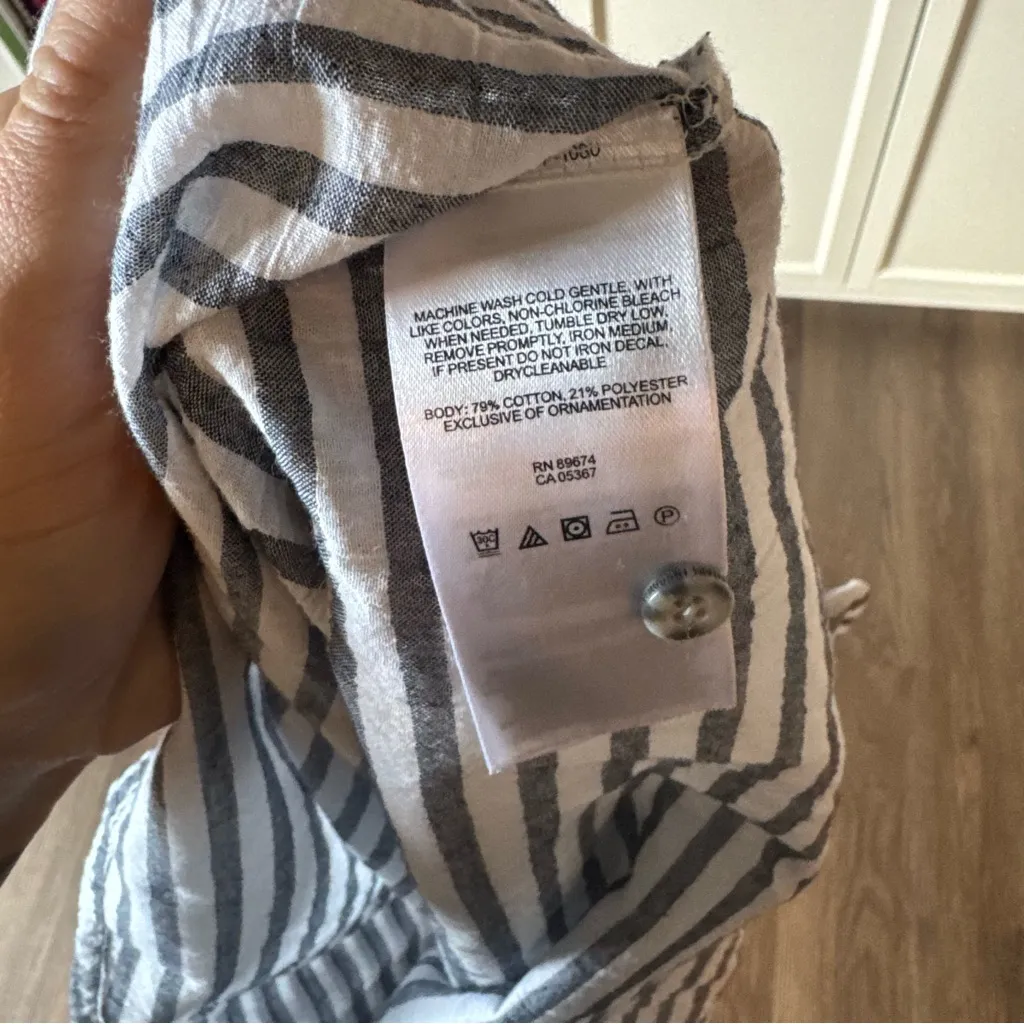 MACHINE WASH COLD GENTLE, WITH
LIKE COLORS, NON-CHLORINE BLEACH
WHEN NEEDED, TUMBLE DRY LOW,
REMOVE PROMPTLY, IRON MEDIUM,
IF PRESENT DO NOT IRON DECAL,
DRYCLEANABLE
BODY: 79% COTTON, 21% POLYESTER
EXCLUSIVE OF ORNAMENTATION
RN 89674
CA 05367
30C
P